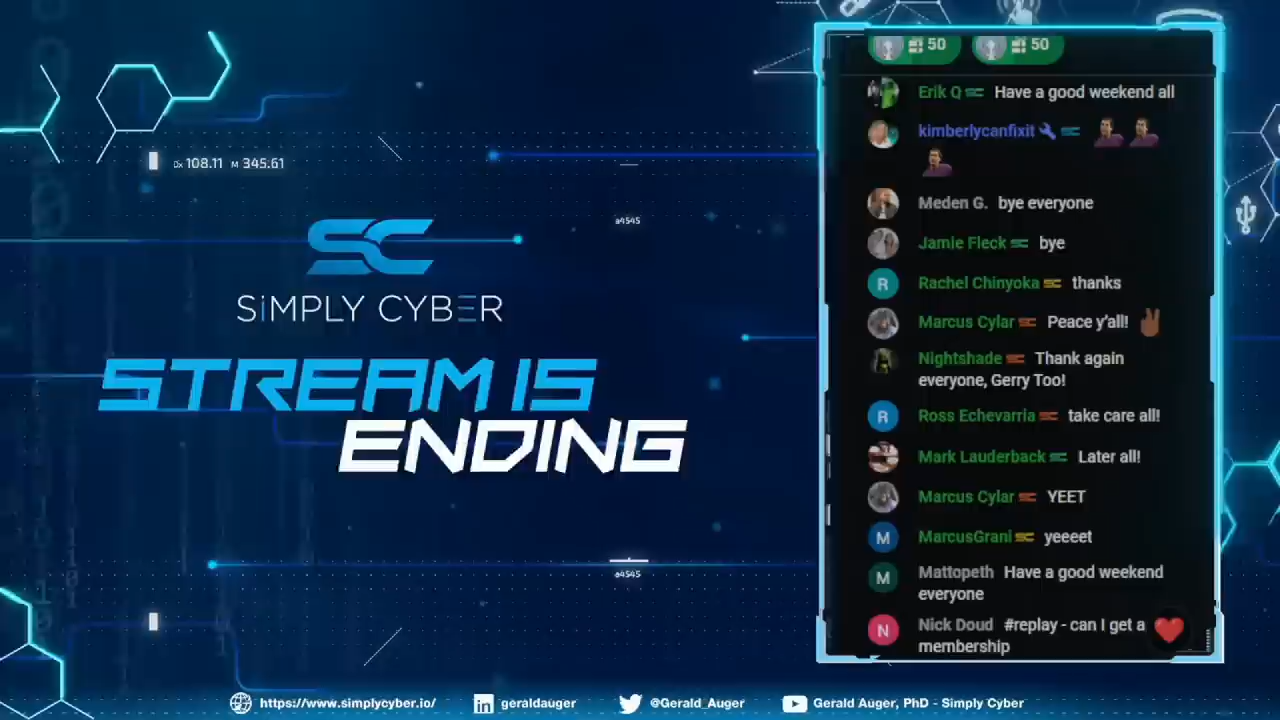 0x 108.11 M 345.61
a4545
SC
SiMPLY CYBER
STREAM IS
ENDING
a4545
50 50
Erik Q Have a good weekend all
kimberlycanfixit
Meden G. bye everyone
Jamie Fleck bye
Rachel Chinyoka thanks
Marcus Cylar Peace y'all!
Nightshade Thank again
everyone, Gerry Too!
Ross Echevarria take care all!
Mark Lauderback Later all!
Marcus Cylar YEET
MarcusGrani yeeeet
Mattopeth Have a good weekend
everyone
Nick Doud #replay - can I get a
membership
https://www.simplycyber.io/ geraldauger @Gerald_Auger Gerald Auger, PhD - Simply Cyber